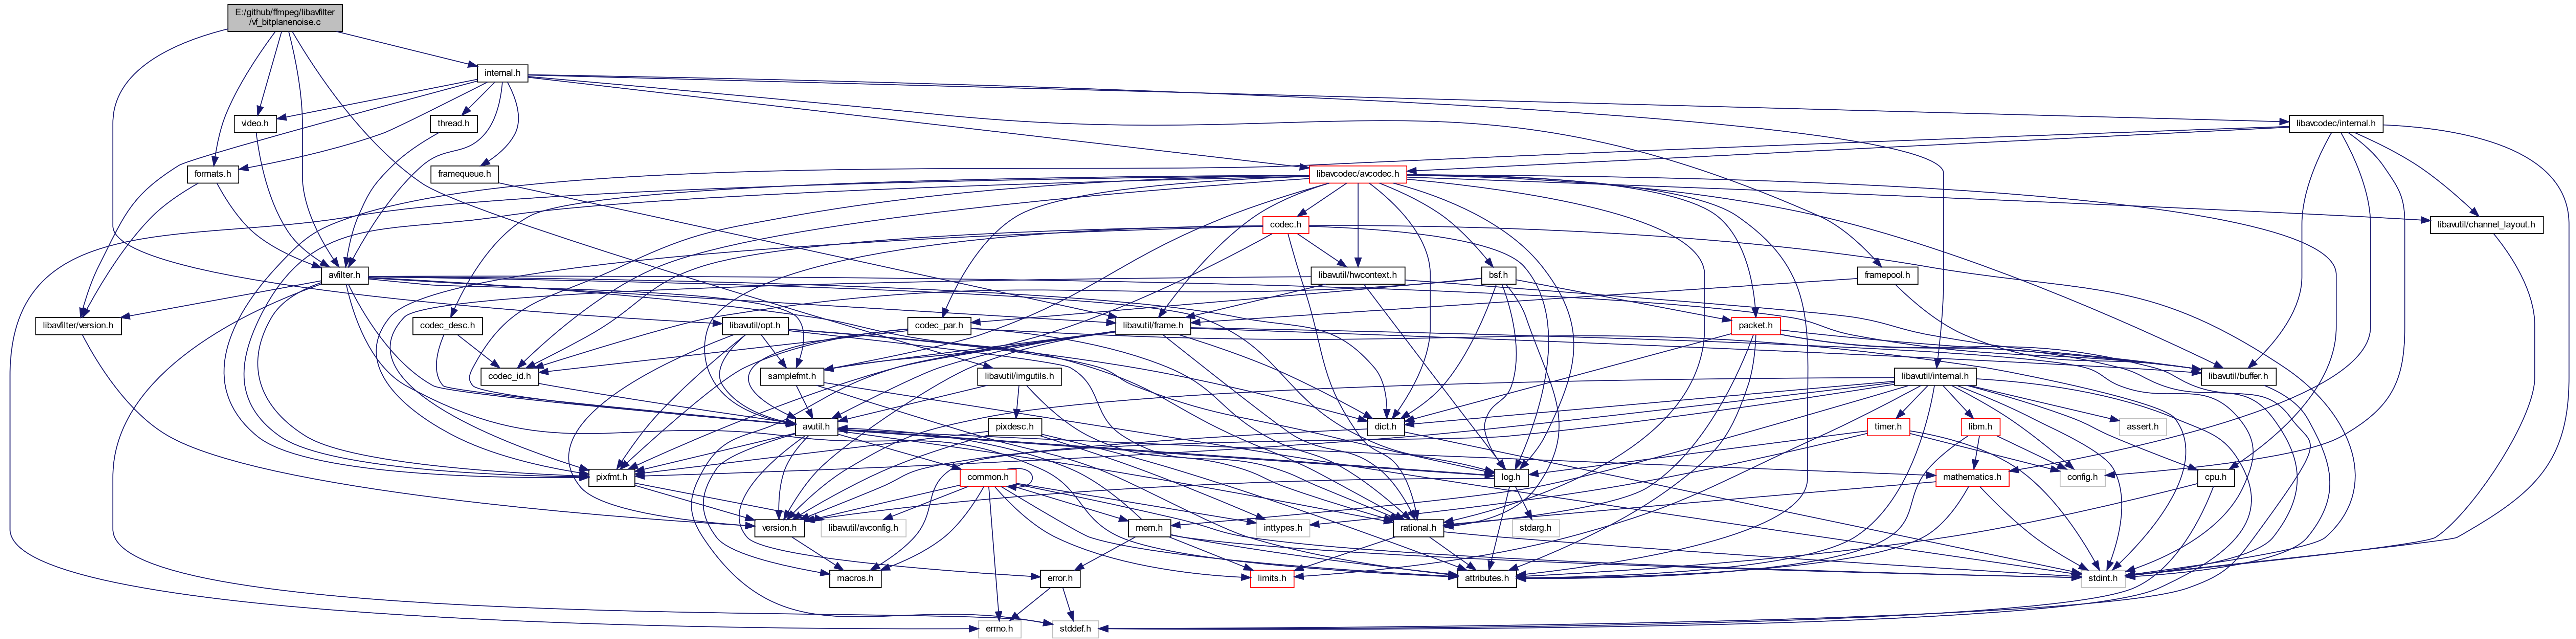 E:/github/ffmpeg/libavfilter
/vf_bitplanenoise.c
internal.h
video.h
thread.h
libavcodec/internal.h
formats.h
framequeue.h
libavcodec/avcodec.h
codec.h
libavutil/channel_layout.h
avfilter.h
libavutil/hwcontext.h
bsf.h
framepool.h
libavfilter/version.h
codec_desc.h
libavutil/opt.h
codec_par.h
libavutil/frame.h
packet.h
codec_id.h
samplefmt.h
libavutil/imgutils.h
libavutil/internal.h
libavutil/buffer.h
avutil.h
pixdesc.h
dict.h
timer.h
libm.h
assert.h
pixfmt.h
common.h
log.h
mathematics.h
config.h
cpu.h
version.h
libavutil/avconfig.h
mem.h
inttypes.h
rational.h
stdarg.h
macros.h
error.h
limits.h
attributes.h
stdint.h
errno.h
stddef.h